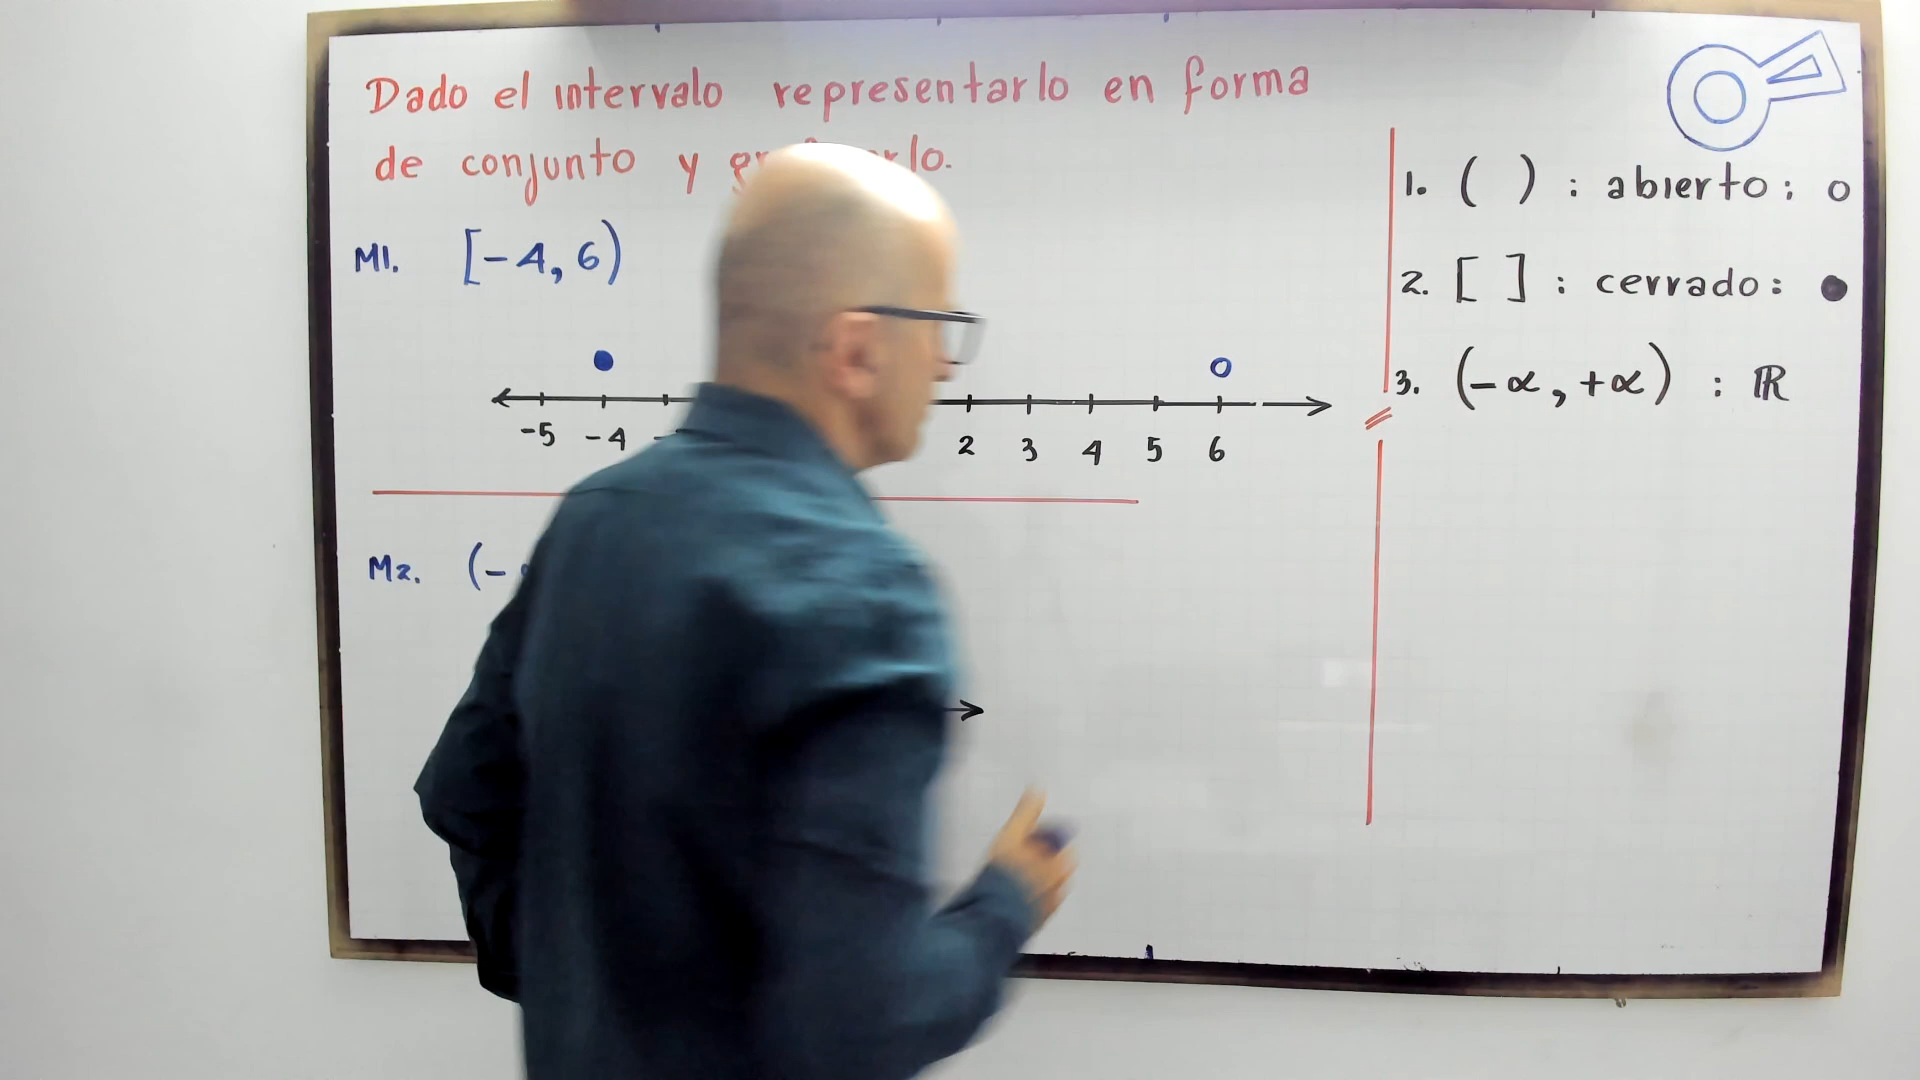 Dado el intervalo representarlo en forma
de conjunto y
M1. [-4, 6)
-5 -4 2 3 4 5 6
M2. (-
1. ( ) : abierto: o
2. [ ] : cerrado: ●
3. (-∝, +∝) : ℝ